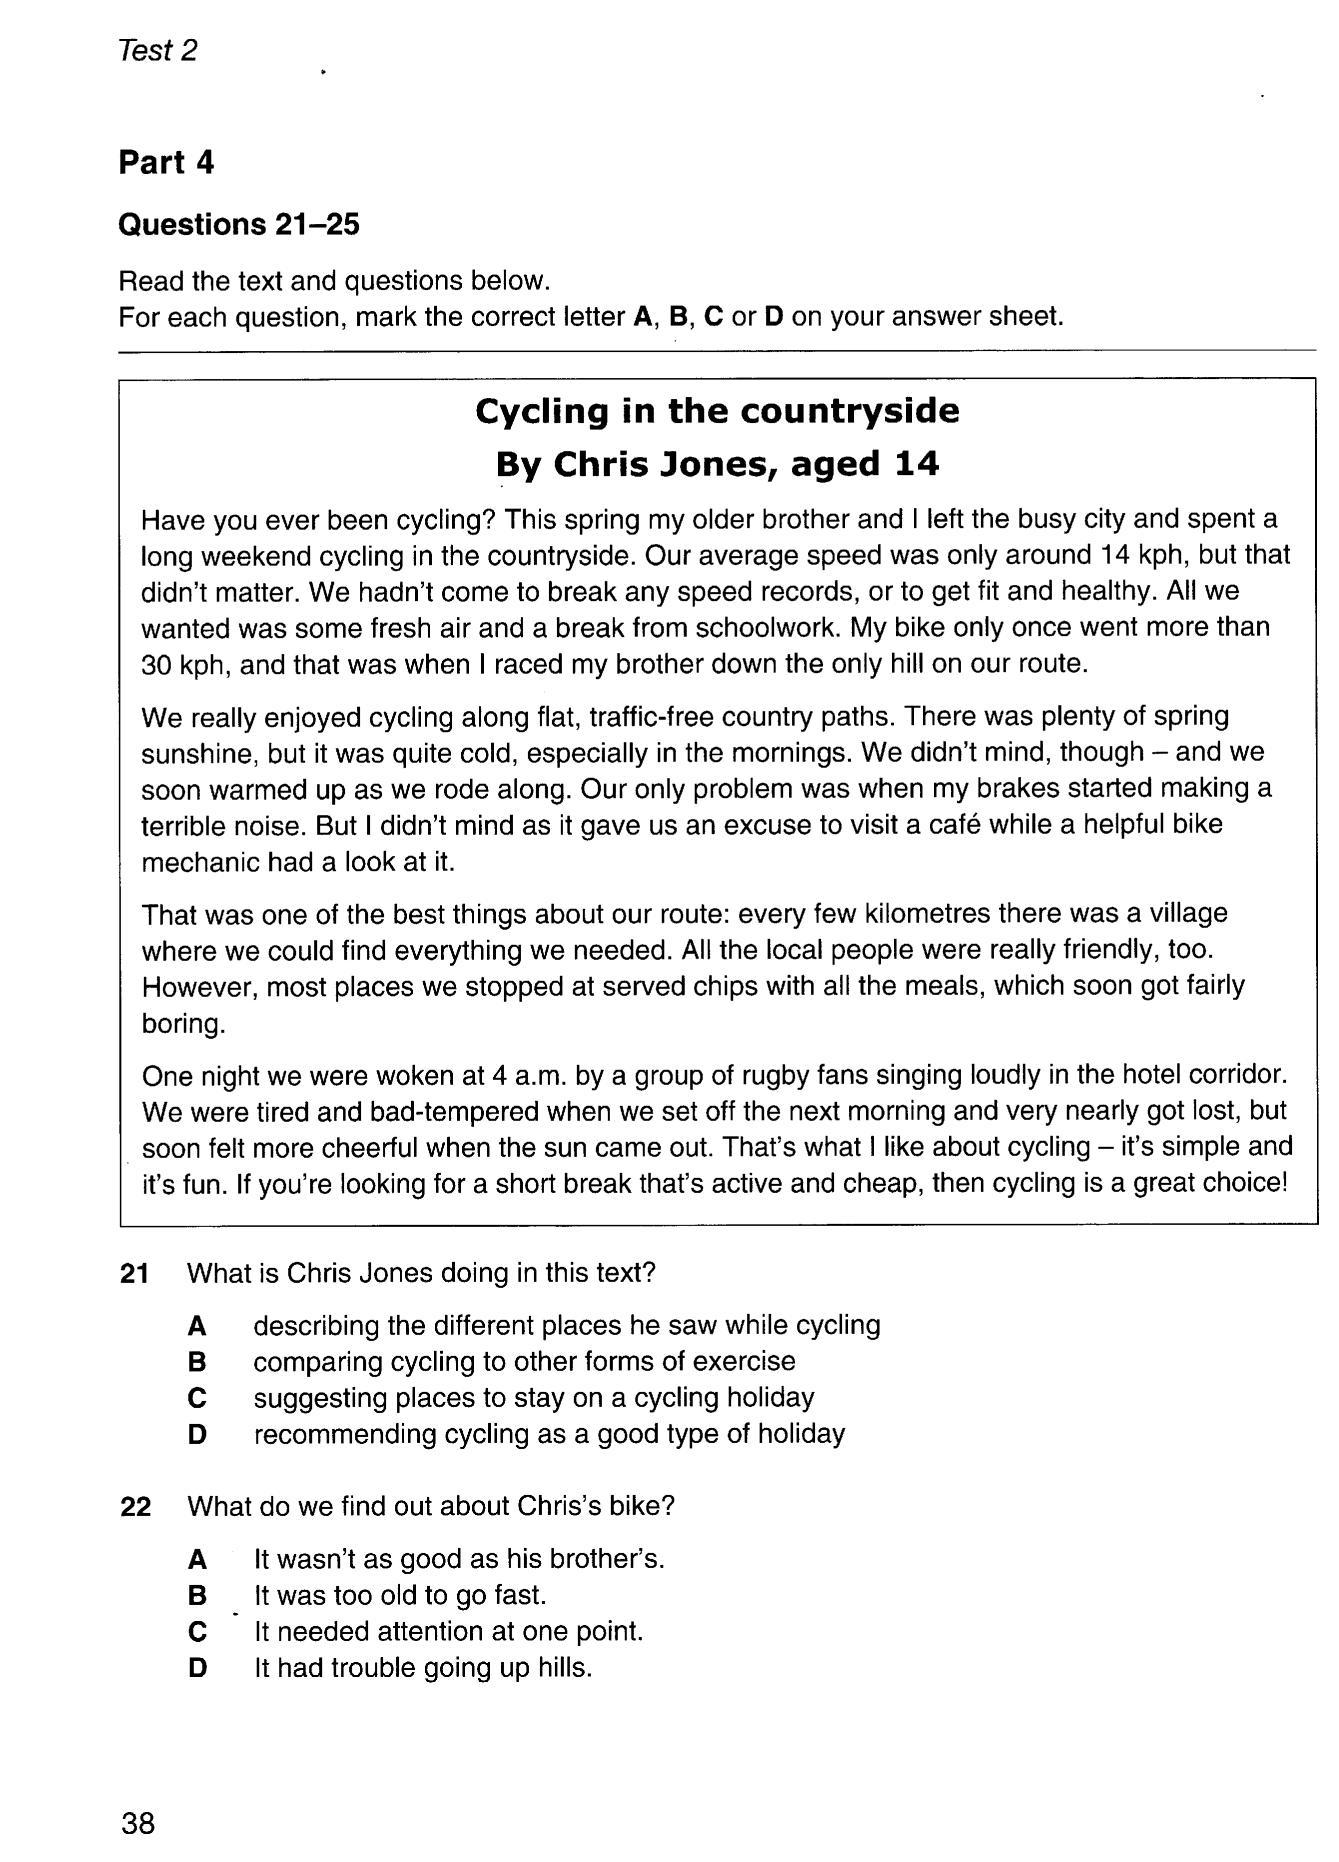 Test 2
Part 4
Questions 21–25
Read the text and questions below.
For each question, mark the correct letter A, B, C or D on your answer sheet.
Cycling in the countryside
By Chris Jones, aged 14
Have you ever been cycling? This spring my older brother and I left the busy city and spent a
long weekend cycling in the countryside. Our average speed was only around 14 kph, but that
didn't matter. We hadn't come to break any speed records, or to get fit and healthy. All we
wanted was some fresh air and a break from schoolwork. My bike only once went more than
30 kph, and that was when I raced my brother down the only hill on our route.
We really enjoyed cycling along flat, traffic-free country paths. There was plenty of spring
sunshine, but it was quite cold, especially in the mornings. We didn't mind, though – and we
soon warmed up as we rode along. Our only problem was when my brakes started making a
terrible noise. But I didn't mind as it gave us an excuse to visit a café while a helpful bike
mechanic had a look at it.
That was one of the best things about our route: every few kilometres there was a village
where we could find everything we needed. All the local people were really friendly, too.
However, most places we stopped at served chips with all the meals, which soon got fairly
boring.
One night we were woken at 4 a.m. by a group of rugby fans singing loudly in the hotel corridor.
We were tired and bad-tempered when we set off the next morning and very nearly got lost, but
soon felt more cheerful when the sun came out. That's what I like about cycling – it's simple and
it's fun. If you're looking for a short break that's active and cheap, then cycling is a great choice!
21 What is Chris Jones doing in this text?
A describing the different places he saw while cycling
B comparing cycling to other forms of exercise
C suggesting places to stay on a cycling holiday
D recommending cycling as a good type of holiday
22 What do we find out about Chris's bike?
A It wasn't as good as his brother's.
B It was too old to go fast.
C It needed attention at one point.
D It had trouble going up hills.
38